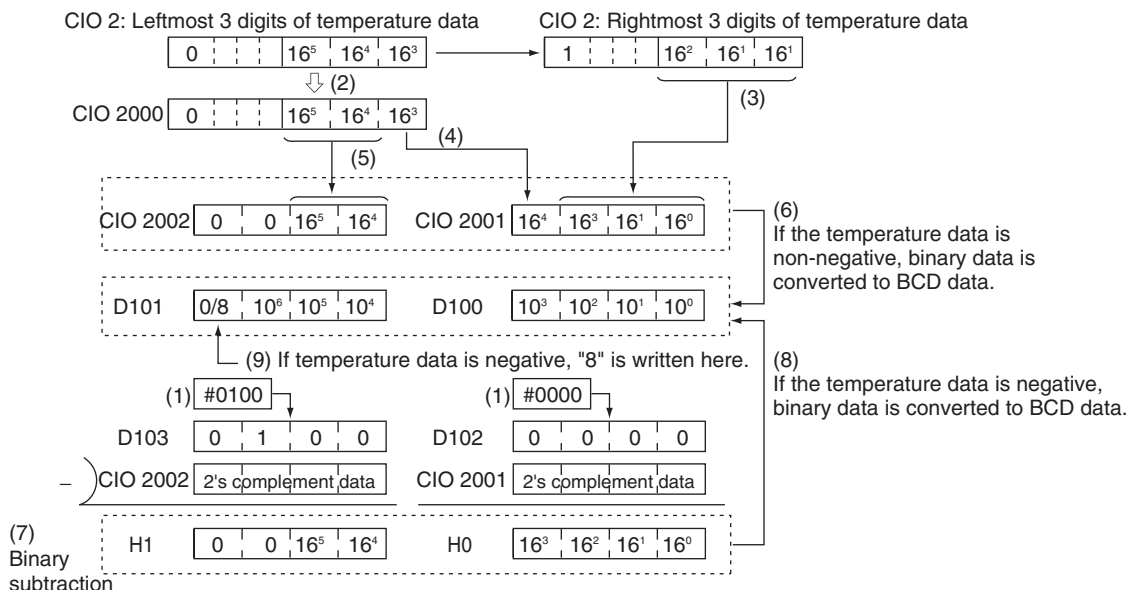 CIO 2: Leftmost 3 digits of temperature data
CIO 2: Rightmost 3 digits of temperature data
0 16⁵ 16⁴ 16³
1 16² 16¹ 16¹
(2)
(3)
CIO 2000 0 16⁵ 16⁴ 16³
(4)
(5)
CIO 2002 0 0 16⁵ 16⁴
CIO 2001 16⁴ 16³ 16¹ 16⁰
(6)
If the temperature data is
non-negative, binary data is
converted to BCD data.
D101 0/8 10⁶ 10⁵ 10⁴
D100 10³ 10² 10¹ 10⁰
(9) If temperature data is negative, "8" is written here.
(8)
If the temperature data is negative,
binary data is converted to BCD data.
(1) #0100
(1) #0000
D103 0 1 0 0
D102 0 0 0 0
– CIO 2002 2's complement data
CIO 2001 2's complement data
(7)
Binary
subtraction
H1 0 0 16⁵ 16⁴
H0 16³ 16² 16¹ 16⁰